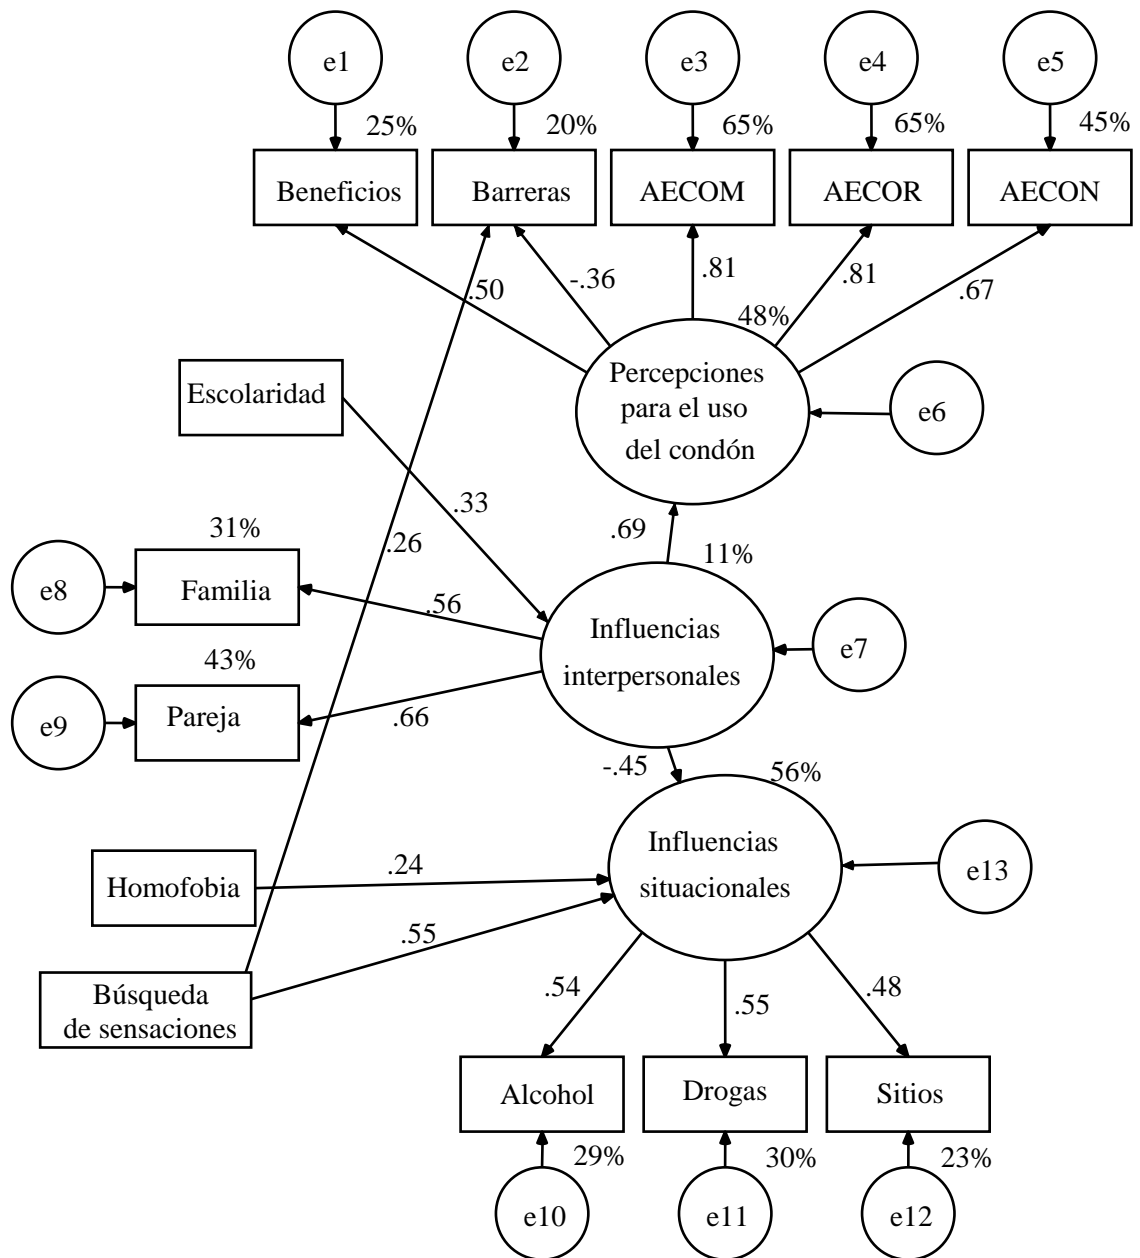 e1
e2
e3
e4
e5
25%
20%
65%
65%
45%
Beneficios
Barreras
AECOM
AECOR
AECON
.50
-.36
.81
.81
.67
48%
Percepciones
para el uso
del condón
e6
Escolaridad
.33
.26
.69
11%
31%
e8
Familia
.56
Influencias
interpersonales
e7
43%
e9
Pareja
.66
-.45
56%
Influencias
situacionales
e13
Homofobia
.24
.55
Búsqueda
de sensaciones
.54
.55
.48
Alcohol
Drogas
Sitios
29%
30%
23%
e10
e11
e12